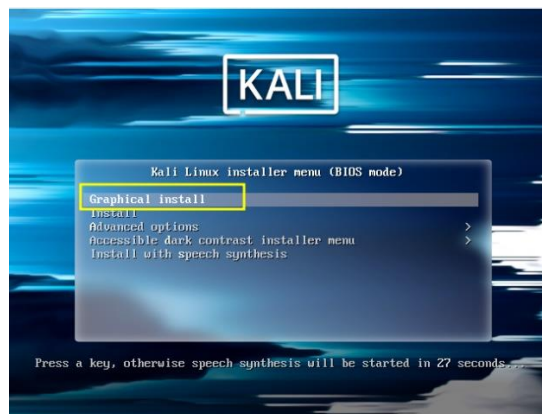 KALI
Kali Linux installer menu (BIOS mode)
Graphical install
Install
Advanced options >
Accessible dark contrast installer menu >
Install with speech synthesis
Press a key, otherwise speech synthesis will be started in 27 seconds...